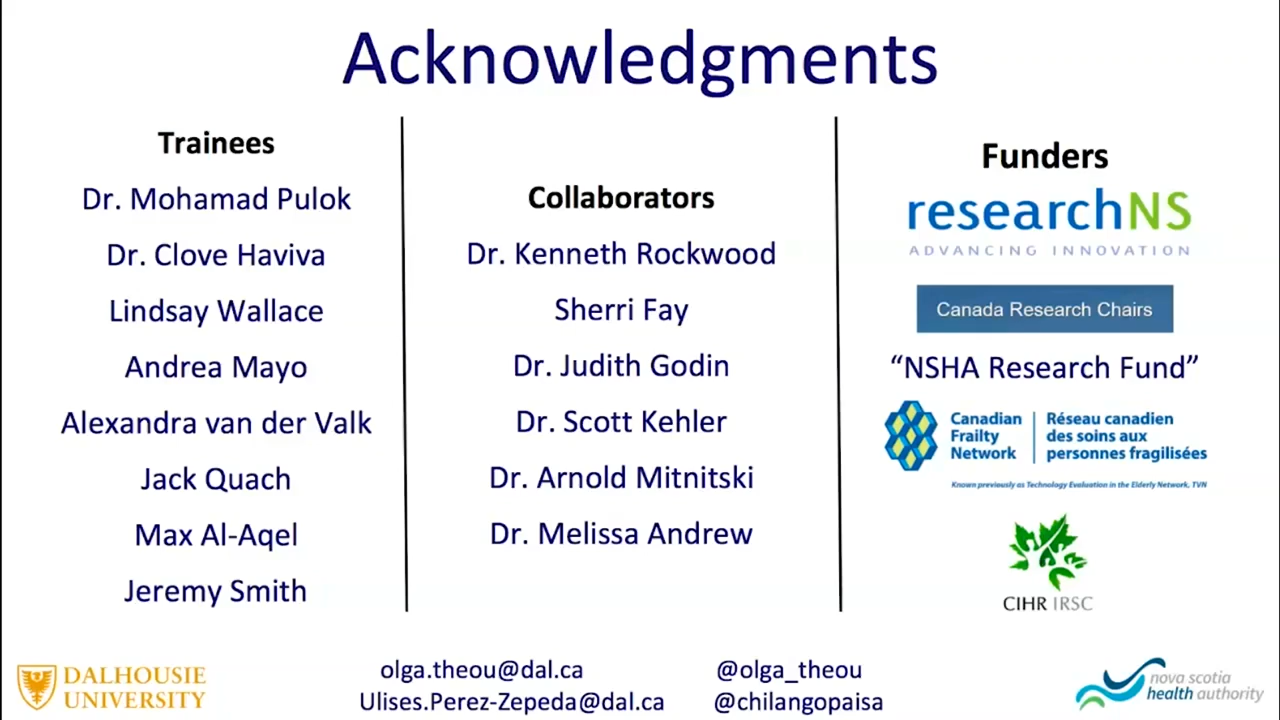 Acknowledgments
Trainees
Dr. Mohamad Pulok
Dr. Clove Haviva
Lindsay Wallace
Andrea Mayo
Alexandra van der Valk
Jack Quach
Max Al-Aqel
Jeremy Smith
Collaborators
Dr. Kenneth Rockwood
Sherri Fay
Dr. Judith Godin
Dr. Scott Kehler
Dr. Arnold Mitnitski
Dr. Melissa Andrew
Funders
researchNS
ADVANCING INNOVATION
Canada Research Chairs
“NSHA Research Fund”
Canadian
Frailty
Network
Réseau canadien
des soins aux
personnes fragilisées
Known previously as Technology Evaluation in the Elderly Network, TVN
CIHR IRSC
DALHOUSIE
UNIVERSITY
olga.theou@dal.ca
Ulises.Perez-Zepeda@dal.ca
@olga_theou
@chilangopaisa
nova scotia
health authority